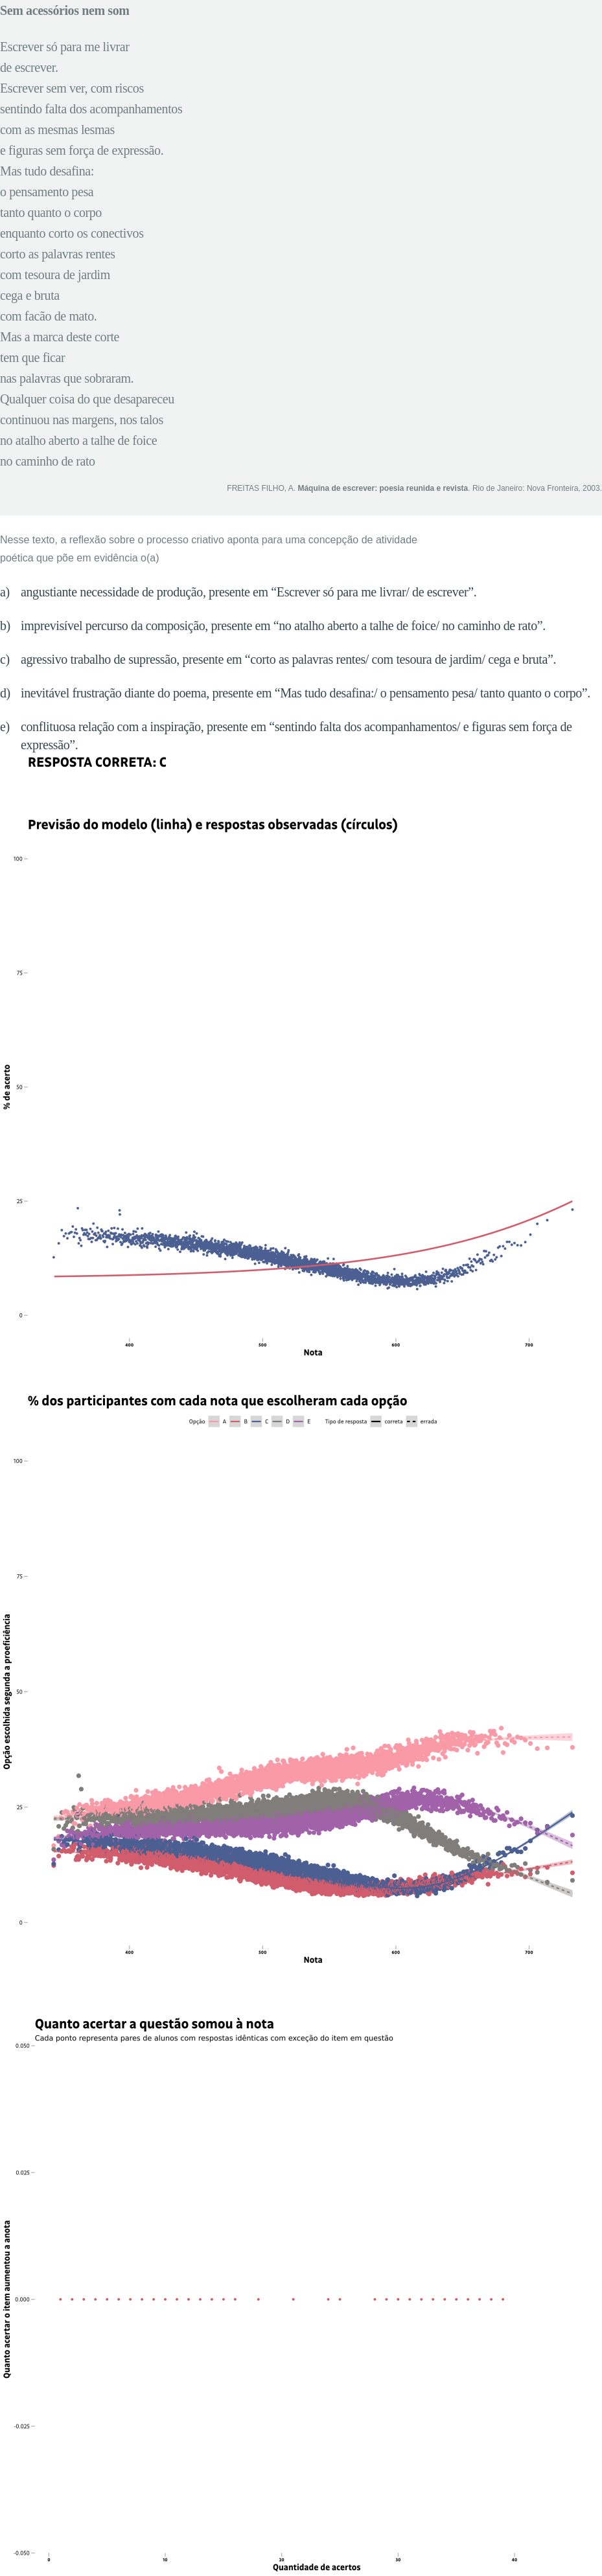 Sem acessórios nem som
Escrever só para me livrar
de escrever.
Escrever sem ver, com riscos
sentindo falta dos acompanhamentos
com as mesmas lesmas
e figuras sem força de expressão.
Mas tudo desafina:
o pensamento pesa
tanto quanto o corpo
enquanto corto os conectivos
corto as palavras rentes
com tesoura de jardim
cega e bruta
com facão de mato.
Mas a marca deste corte
tem que ficar
nas palavras que sobraram.
Qualquer coisa do que desapareceu
continuou nas margens, nos talos
no atalho aberto a talhe de foice
no caminho de rato
FREITAS FILHO, A. Máquina de escrever: poesia reunida e revista. Rio de Janeiro: Nova Fronteira, 2003.
Nesse texto, a reflexão sobre o processo criativo aponta para uma concepção de atividade
poética que põe em evidência o(a)
a) angustiante necessidade de produção, presente em “Escrever só para me livrar/ de escrever”.
b) imprevisível percurso da composição, presente em “no atalho aberto a talhe de foice/ no caminho de rato”.
c) agressivo trabalho de supressão, presente em “corto as palavras rentes/ com tesoura de jardim/ cega e bruta”.
d) inevitável frustração diante do poema, presente em “Mas tudo desafina:/ o pensamento pesa/ tanto quanto o corpo”.
e) conflituosa relação com a inspiração, presente em “sentindo falta dos acompanhamentos/ e figuras sem força de
expressão”.
RESPOSTA CORRETA: C
Previsão do modelo (linha) e respostas observadas (círculos)
100
75
% de acerto
50
25
0
400 500 600 700
Nota
% dos participantes com cada nota que escolheram cada opção
Opção A B C D E Tipo de resposta correta errada
100
75
Opção escolhida segunda a proeficiência
50
25
0
400 500 600 700
Nota
Quanto acertar a questão somou à nota
Cada ponto representa pares de alunos com respostas idênticas com exceção do item em questão
0.050
0.025
Quanto acertar o item aumentou a anota
0.000
-0.025
-0.050
0 10 20 30 40
Quantidade de acertos